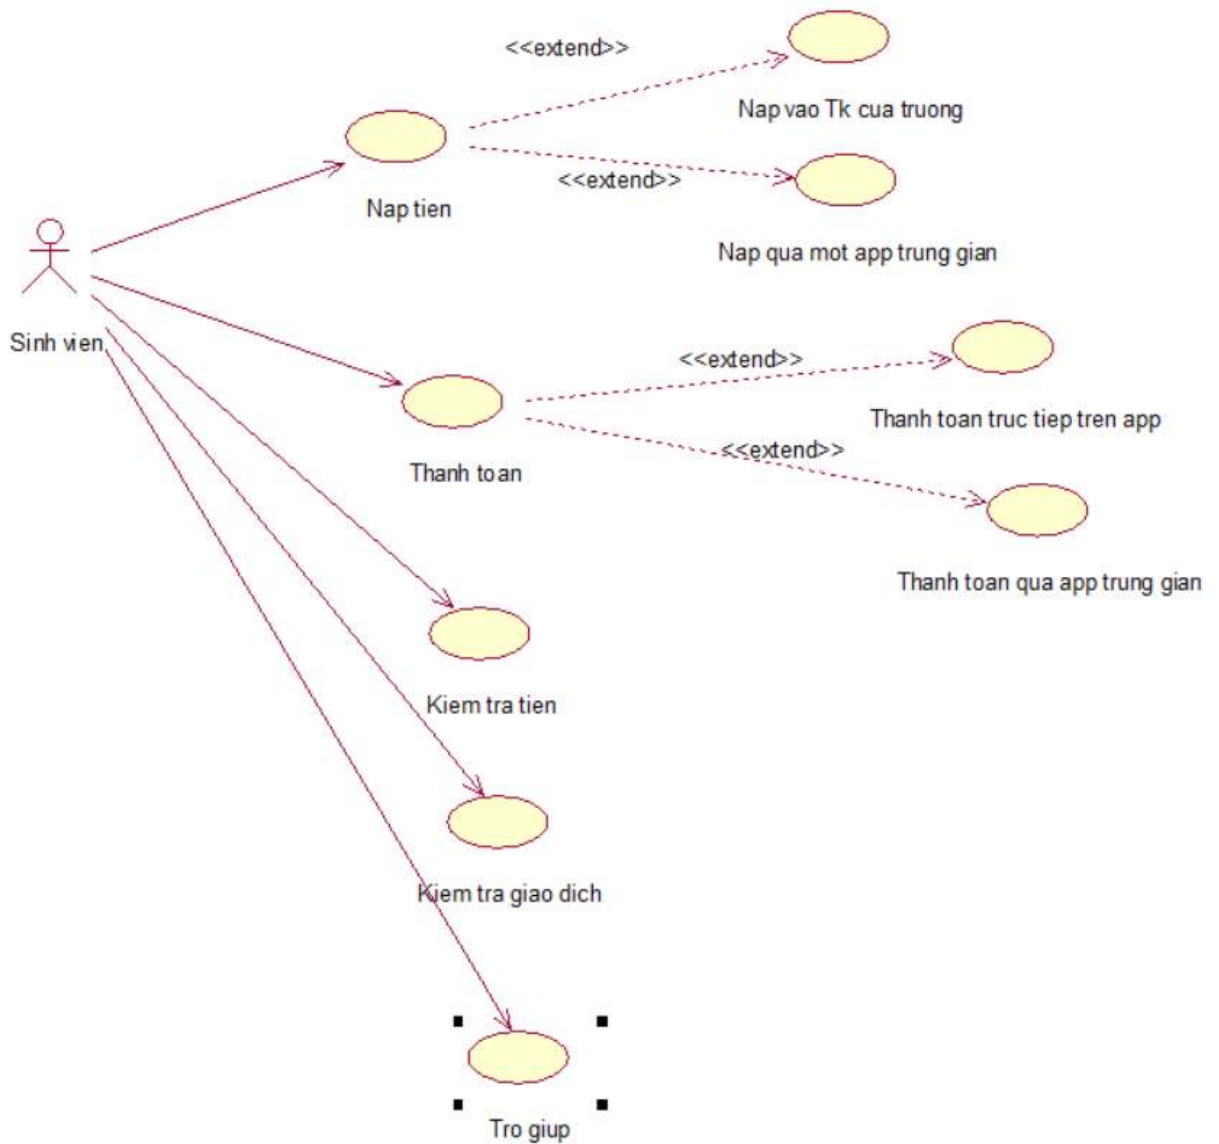 <<extend>>
Nap vao Tk cua truong
<<extend>>
Nap tien
Nap qua mot app trung gian
Sinh vien
<<extend>>
Thanh toan truc tiep tren app
<<extend>>
Thanh toan
Thanh toan qua app trung gian
Kiem tra tien
Kiem tra giao dich
Tro giup